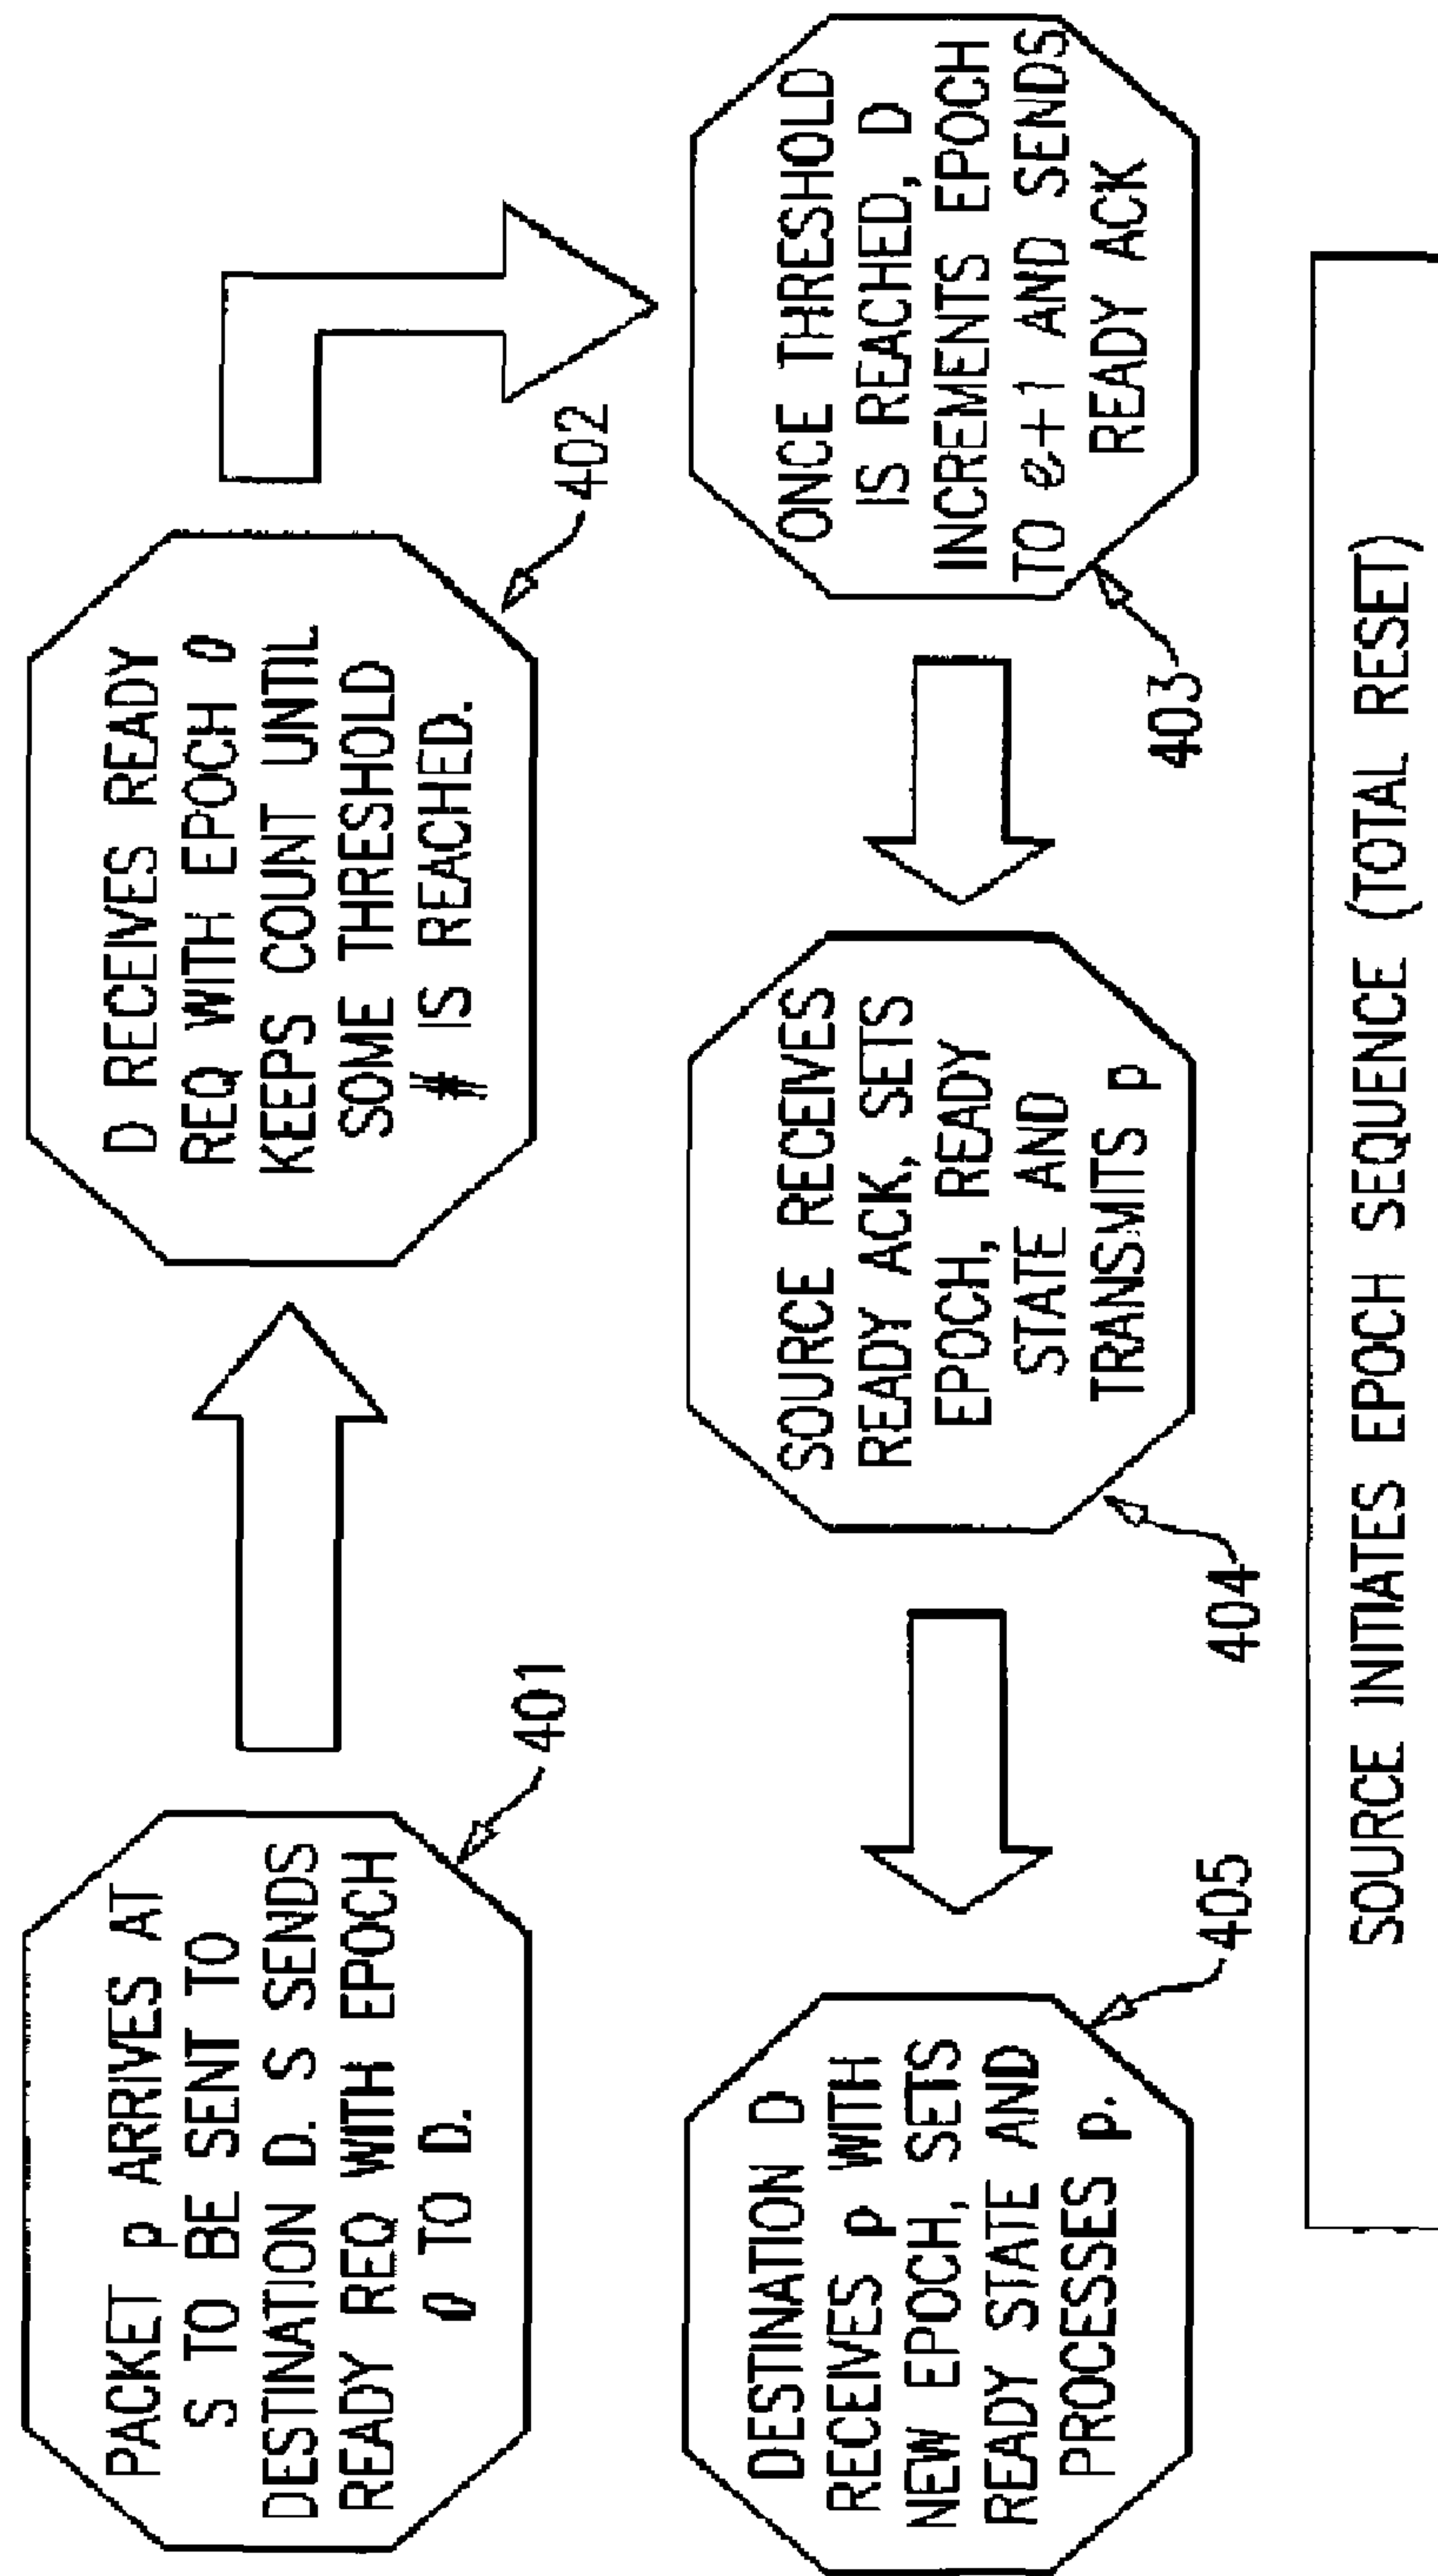 PACKET p ARRIVES AT
S TO BE SENT TO
DESTINATION D. S SENDS
READY REQ WITH EPOCH
0 TO D.
401
D RECEIVES READY
REQ WITH EPOCH 0
KEEPS COUNT UNTIL
SOME THRESHOLD
# IS REACHED.
402
ONCE THRESHOLD
IS REACHED, D
INCREMENTS EPOCH
TO e+1 AND SENDS
READY ACK
403
SOURCE RECEIVES
READY ACK, SETS
EPOCH, READY
STATE AND
TRANSMITS p
404
DESTINATION D
RECEIVES p WITH
NEW EPOCH, SETS
READY STATE AND
PROCESSES p.
405
SOURCE INITIATES EPOCH SEQUENCE (TOTAL RESET)